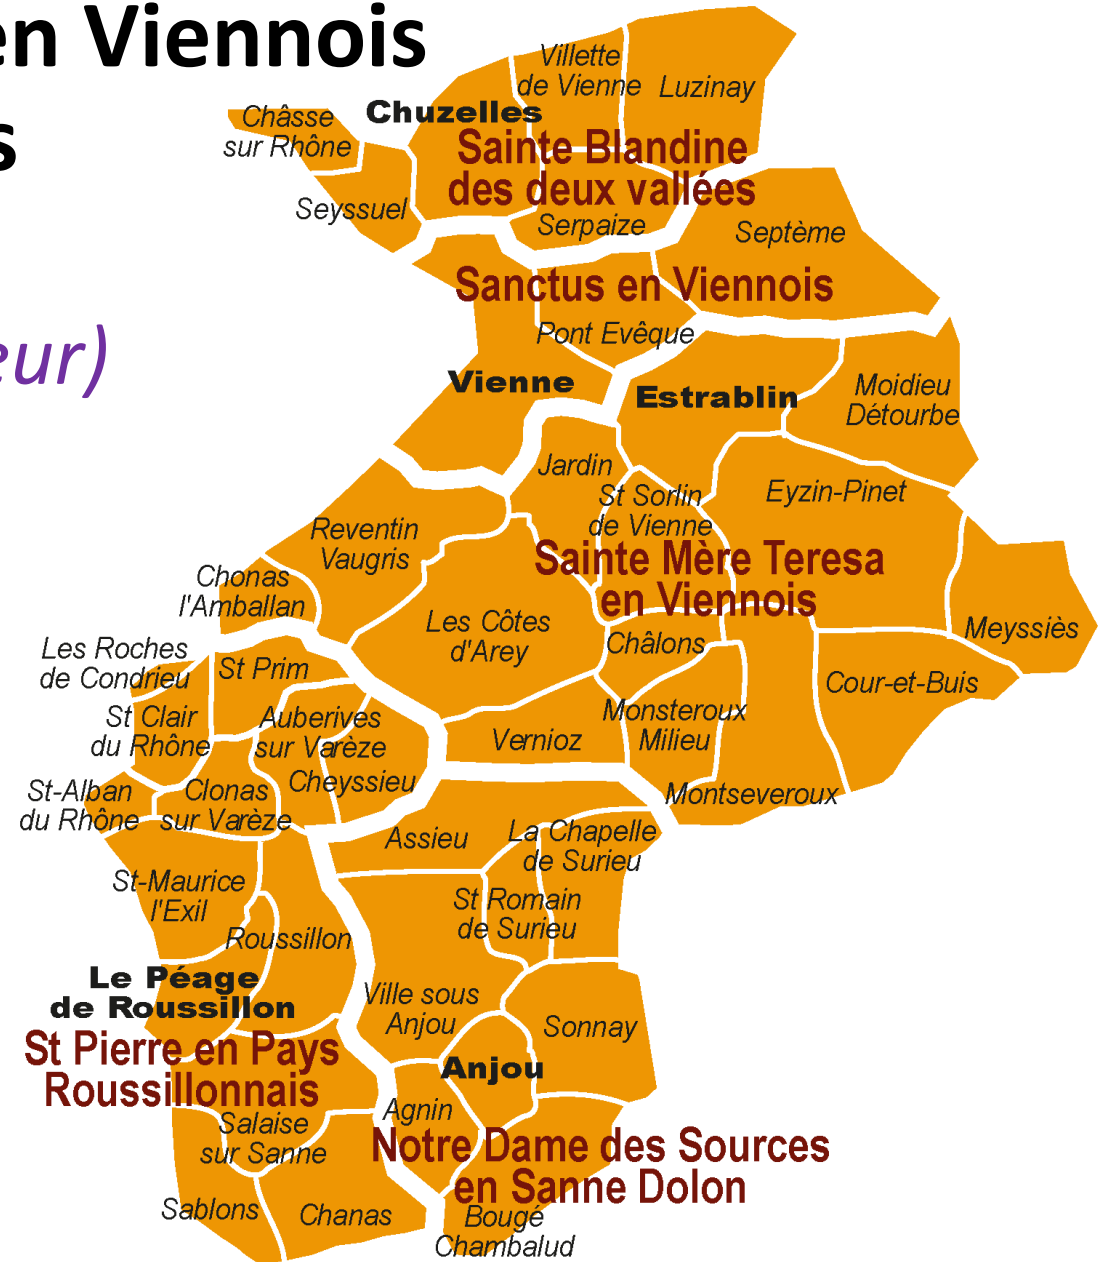 en Viennois
s
eur)
Villette
de Vienne
Luzinay
Châsse
sur Rhône
Chuzelles
Sainte Blandine
des deux vallées
Seyssuel
Serpaize
Septème
Sanctus en Viennois
Pont Evêque
Vienne
Estrablin
Moidieu
Détourbe
Jardin
St Sorlin
de Vienne
Eyzin-Pinet
Reventin
Vaugris
Sainte Mère Teresa
en Viennois
Chonas
l'Amballan
Les Côtes
d'Arey
Châlons
Meyssiès
Les Roches
de Condrieu
St Prim
Cour-et-Buis
St Clair
du Rhône
Auberives
sur Varèze
Vernioz
Monsteroux
Milieu
Cheyssieu
St-Alban
du Rhône
Clonas
sur Varèze
Montseveroux
Assieu
La Chapelle
de Surieu
St-Maurice
l'Exil
St Romain
de Surieu
Roussillon
Le Péage
de Roussillon
Ville sous
Anjou
Sonnay
St Pierre en Pays
Roussillonnais
Anjou
Agnin
Salaise
sur Sanne
Notre Dame des Sources
en Sanne Dolon
Sablons
Chanas
Bougé
Chambalud